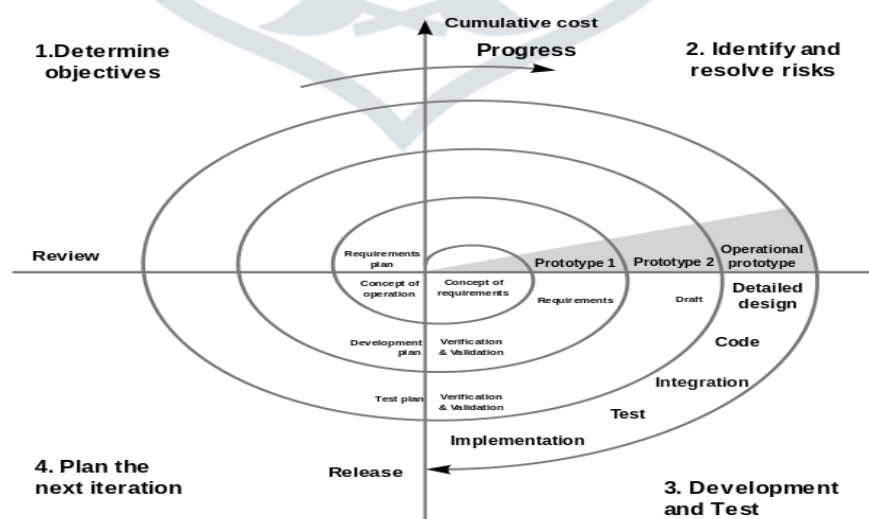 Cumulative cost
Progress
1.Determine
objectives
2. Identify and
resolve risks
Review
Requirements
plan
Concept of
operation
Concept of
requirements
Prototype 1
Prototype 2
Operational
prototype
Requirements
Draft
Detailed
design
Development
plan
Verification
& Validation
Code
Integration
Test plan
Verification
& Validation
Test
Implementation
Release
4. Plan the
next iteration
3. Development
and Test